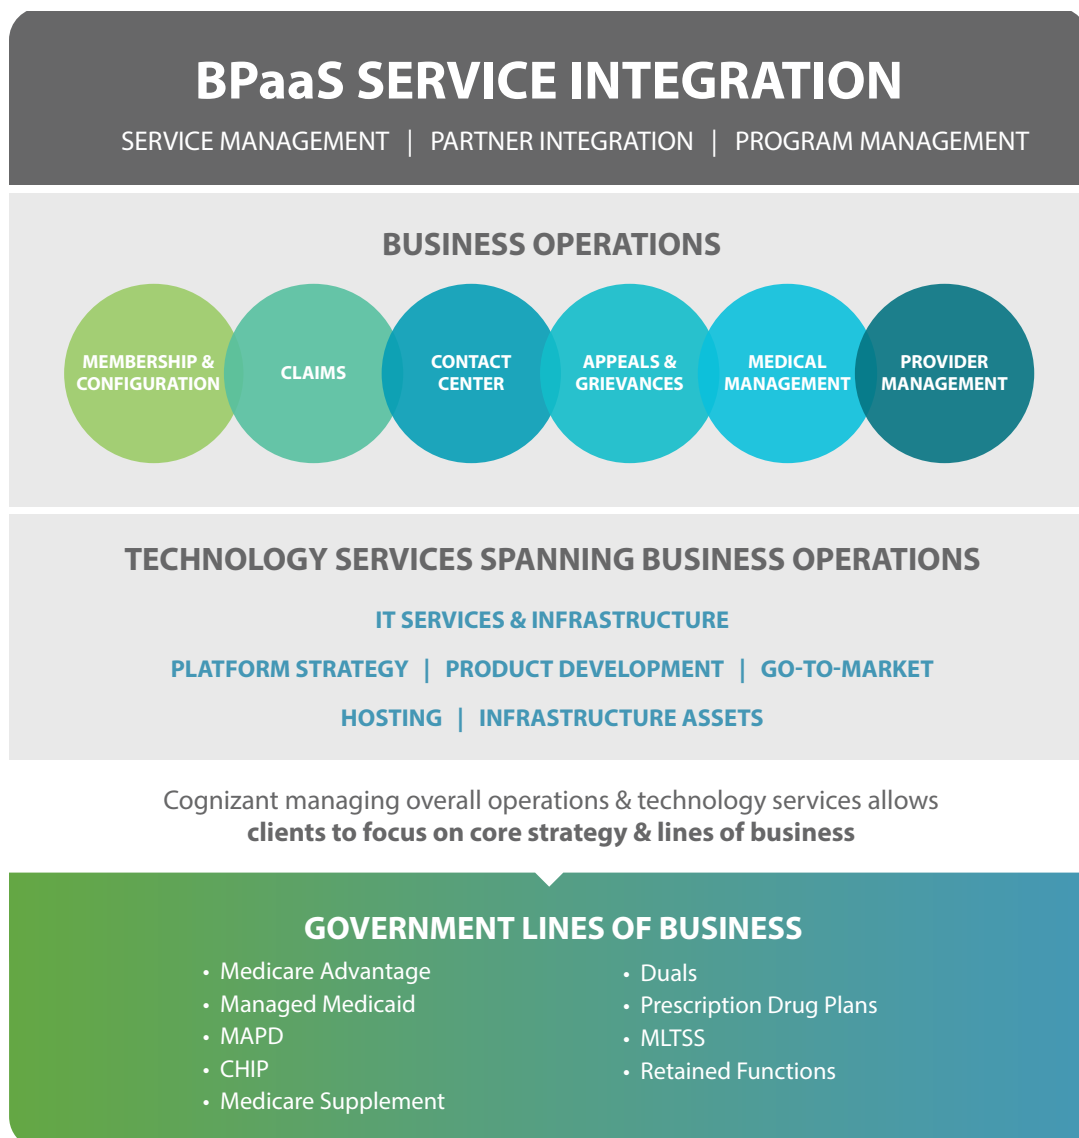 BPaaS SERVICE INTEGRATION
SERVICE MANAGEMENT | PARTNER INTEGRATION | PROGRAM MANAGEMENT
BUSINESS OPERATIONS
MEMBERSHIP &
CONFIGURATION
CLAIMS
CONTACT
CENTER
APPEALS &
GRIEVANCES
MEDICAL
MANAGEMENT
PROVIDER
MANAGEMENT
TECHNOLOGY SERVICES SPANNING BUSINESS OPERATIONS
IT SERVICES & INFRASTRUCTURE
PLATFORM STRATEGY | PRODUCT DEVELOPMENT | GO-TO-MARKET
HOSTING | INFRASTRUCTURE ASSETS
Cognizant managing overall operations & technology services allows
clients to focus on core strategy & lines of business
GOVERNMENT LINES OF BUSINESS
• Medicare Advantage
• Managed Medicaid
• MAPD
• CHIP
• Medicare Supplement
• Duals
• Prescription Drug Plans
• MLTSS
• Retained Functions